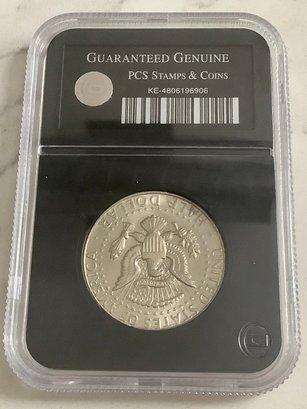 GUARANTEED GENUINE
PCS STAMPS & COINS
KE-4806196906
UNITED STATES OF AMERICA
HALF DOLLAR